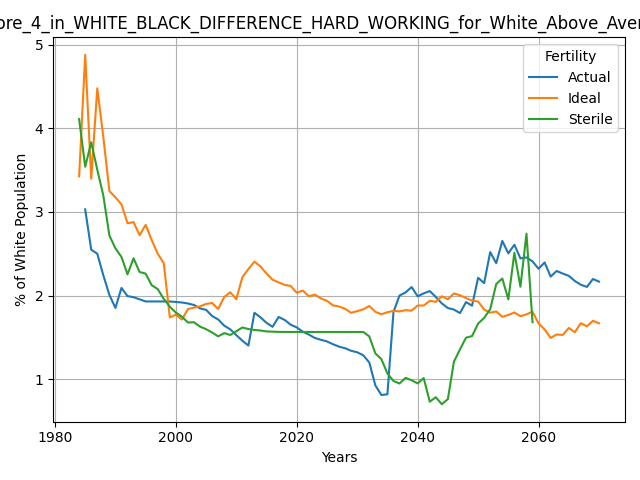 ore_4_in_WHITE_BLACK_DIFFERENCE_HARD_WORKING_for_White_Above_Aver
Fertility
Actual
Ideal
Sterile
% of White Population
5
4
3
2
1
1980
2000
2020
2040
2060
Years